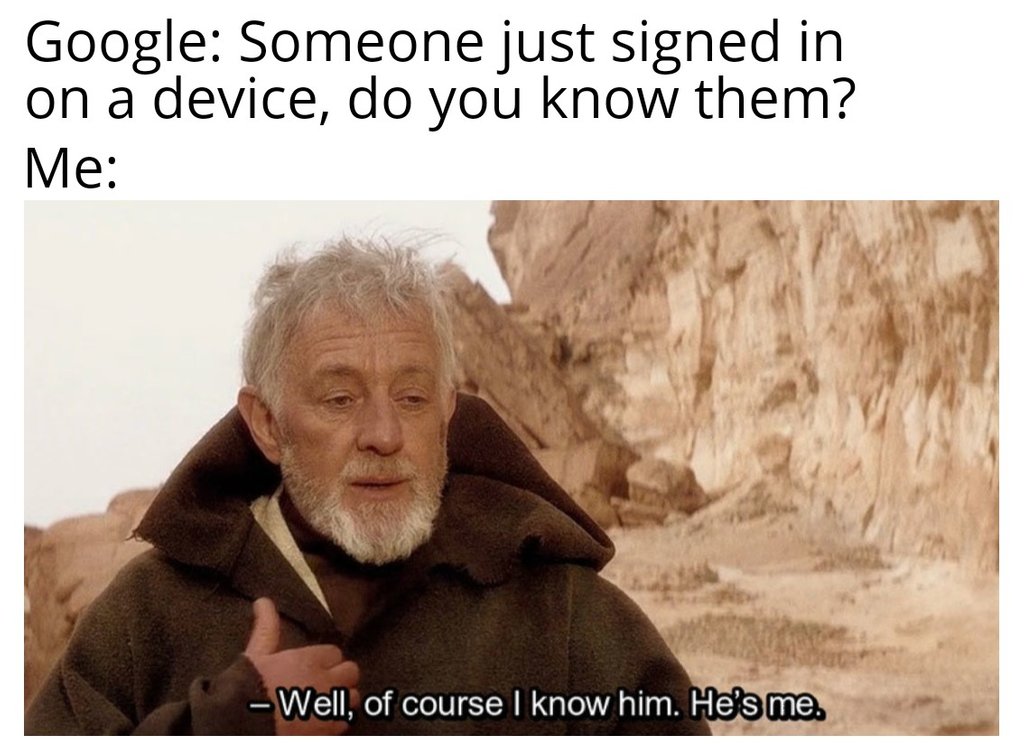 Google: Someone just signed in
on a device, do you know them?
Me:
– Well, of course I know him. He's me.